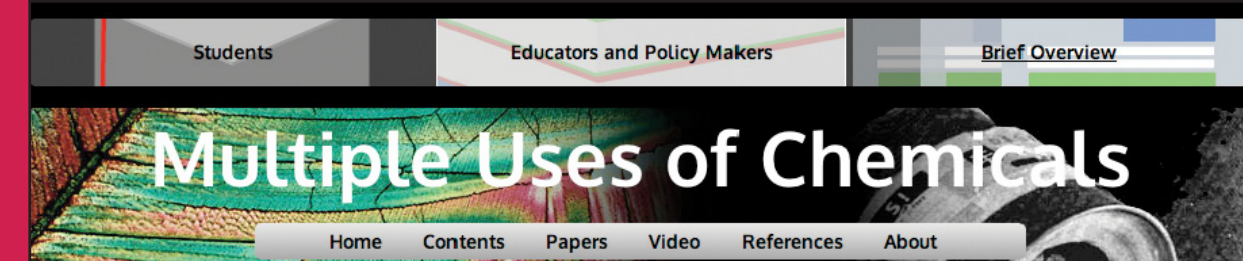 Students Educators and Policy Makers Brief Overview
Multiple Uses of Chemicals
Home Contents Papers Video References About